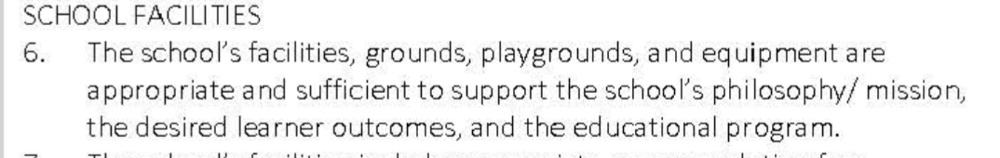 SCHOOL FACILITIES
6. The school's facilities, grounds, playgrounds, and equipment are
appropriate and sufficient to support the school's philosophy/ mission,
the desired learner outcomes, and the educational program.